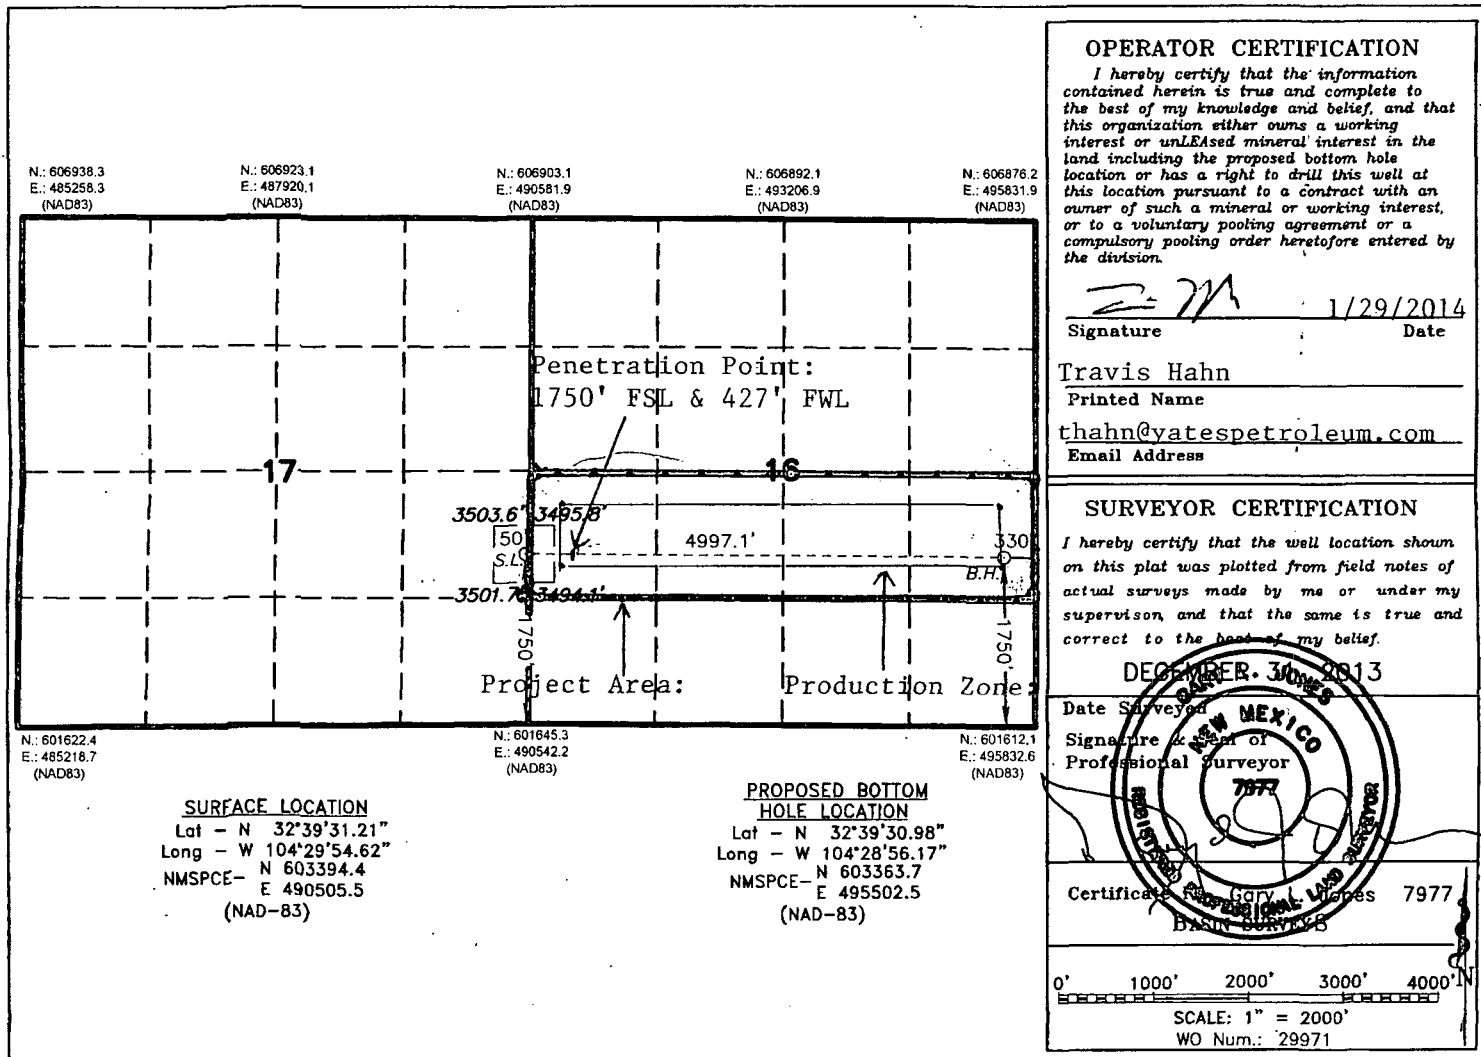 N.: 606938.3
E.: 485258.3
(NAD83)
N.: 606923.1
E.: 487920.1
(NAD83)
N.: 606903.1
E.: 490581.9
(NAD83)
N.: 606892.1
E.: 493206.9
(NAD83)
N.: 606876.2
E.: 495831.9
(NAD83)
Penetration Point:
1750' FSL & 427' FWL
17
16
3503.6' 3495.8'
50
S.L.
4997.1'
330
B.H.
3501.7' 3494.1'
1750'
1750'
Project Area:
Production Zone:
N.: 601622.4
E.: 485218.7
(NAD83)
N.: 601645.3
E.: 490542.2
(NAD83)
N.: 601612.1
E.: 495832.6
(NAD83)
SURFACE LOCATION
Lat - N 32°39'31.21"
Long - W 104°29'54.62"
NMSPCE- N 603394.4
E 490505.5
(NAD-83)
PROPOSED BOTTOM
HOLE LOCATION
Lat - N 32°39'30.98"
Long - W 104°28'56.17"
NMSPCE- N 603363.7
E 495502.5
(NAD-83)
OPERATOR CERTIFICATION
I hereby certify that the information
contained herein is true and complete to
the best of my knowledge and belief, and that
this organization either owns a working
interest or unLEAsed mineral interest in the
land including the proposed bottom hole
location or has a right to drill this well at
this location pursuant to a contract with an
owner of such a mineral or working interest,
or to a voluntary pooling agreement or a
compulsory pooling order heretofore entered by
the division.
1/29/2014
Signature Date
Travis Hahn
Printed Name
thahn@yatespetroleum.com
Email Address
SURVEYOR CERTIFICATION
I hereby certify that the well location shown
on this plat was plotted from field notes of
actual surveys made by me or under my
supervison, and that the same is true and
correct to the best of my belief.
DECEMBER 2013
Date Surveyed
Signature & Seal of
Professional Surveyor
GARY L. JONES
NEW MEXICO
7977
REGISTERED PROFESSIONAL LAND SURVEYOR
Certificate No. Gary L. Jones 7977
BASIN SURVEYS
0' 1000' 2000' 3000' 4000'
N
SCALE: 1" = 2000'
WO Num.: 29971